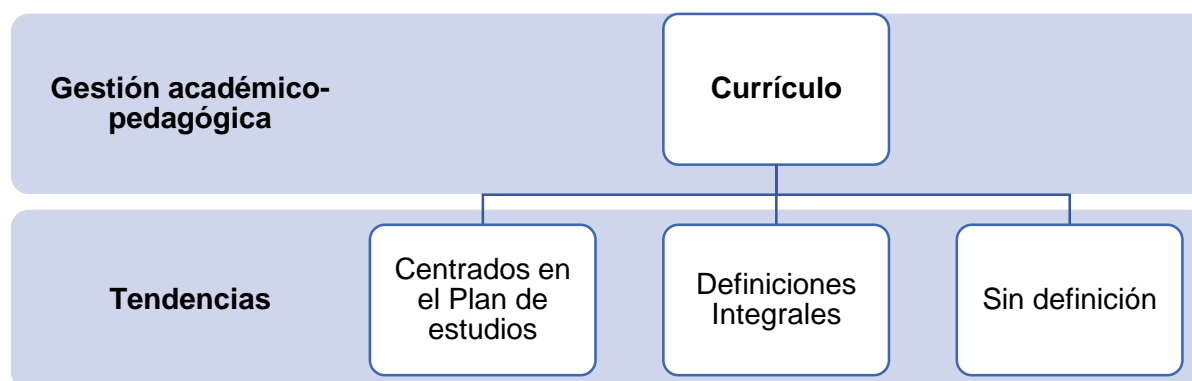 Gestión académico-
pedagógica
Currículo
Tendencias
Centrados en
el Plan de
estudios
Definiciones
Integrales
Sin definición